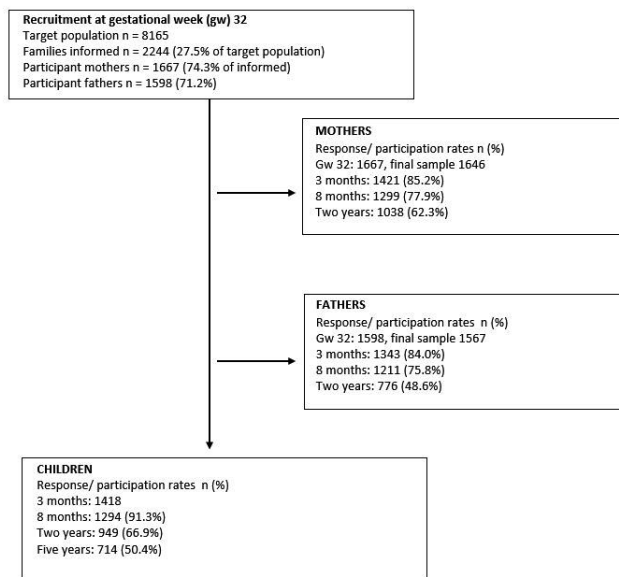 Recruitment at gestational week (gw) 32
Target population n = 8165
Families informed n = 2244 (27.5% of target population)
Participant mothers n = 1667 (74.3% of informed)
Participant fathers n = 1598 (71.2%)
MOTHERS
Response/ participation rates n (%)
Gw 32: 1667, final sample 1646
3 months: 1421 (85.2%)
8 months: 1299 (77.9%)
Two years: 1038 (62.3%)
FATHERS
Response/ participation rates n (%)
Gw 32: 1598, final sample 1567
3 months: 1343 (84.0%)
8 months: 1211 (75.8%)
Two years: 776 (48.6%)
CHILDREN
Response/ participation rates n (%)
3 months: 1418
8 months: 1294 (91.3%)
Two years: 949 (66.9%)
Five years: 714 (50.4%)